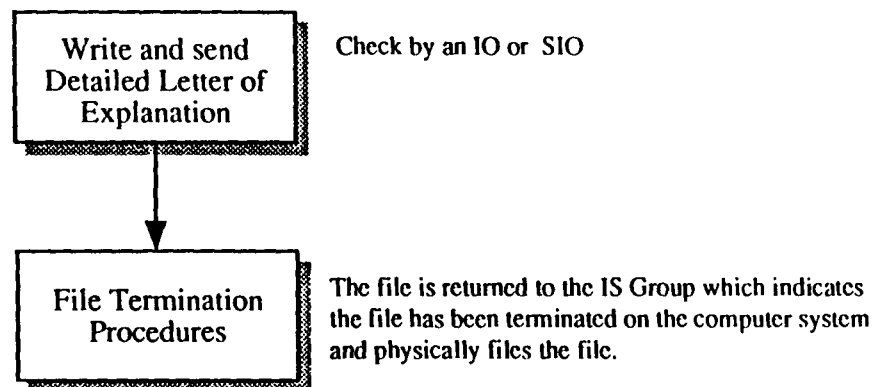 Write and send
Detailed Letter of
Explanation
Check by an IO or SIO
File Termination
Procedures
The file is returned to the IS Group which indicates
the file has been terminated on the computer system
and physically files the file.